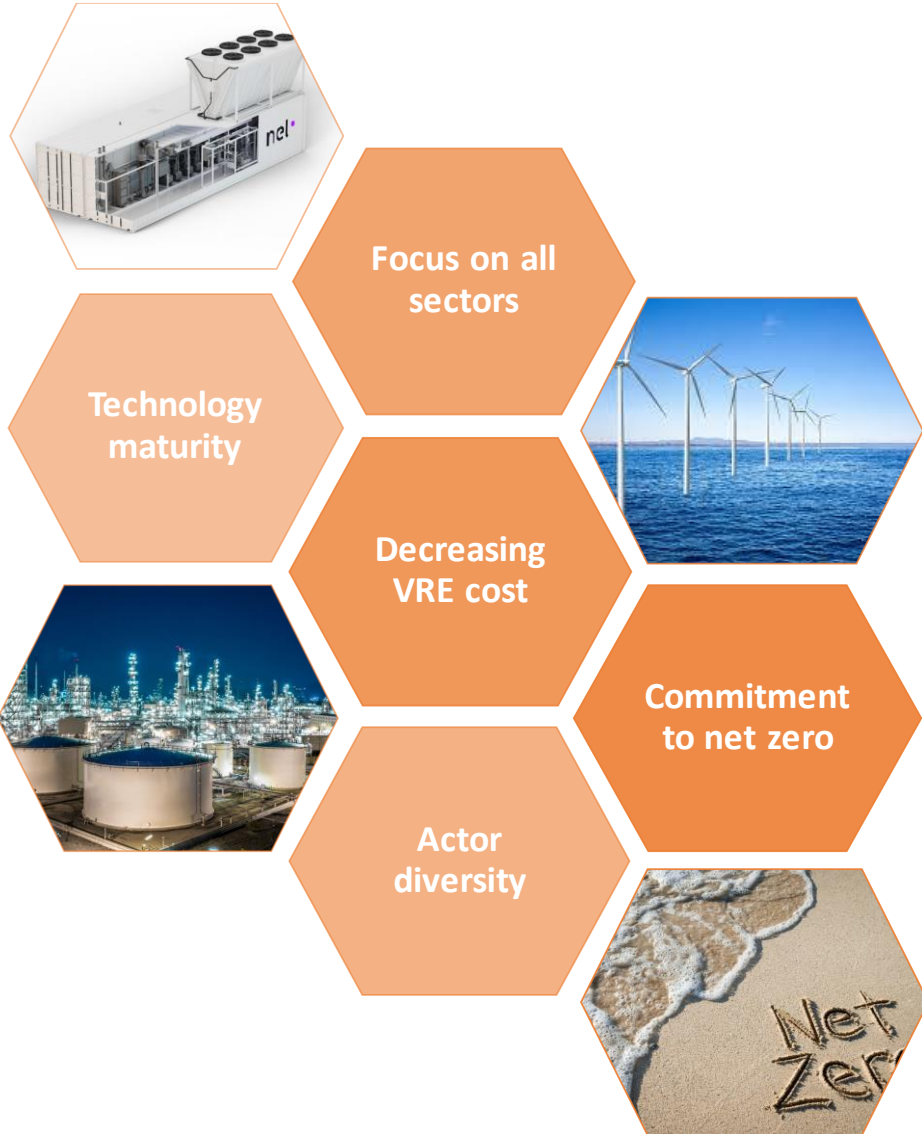 nel
Focus on all
sectors
Technology
maturity
Decreasing
VRE cost
Commitment
to net zero
Actor
diversity
Net
Zer